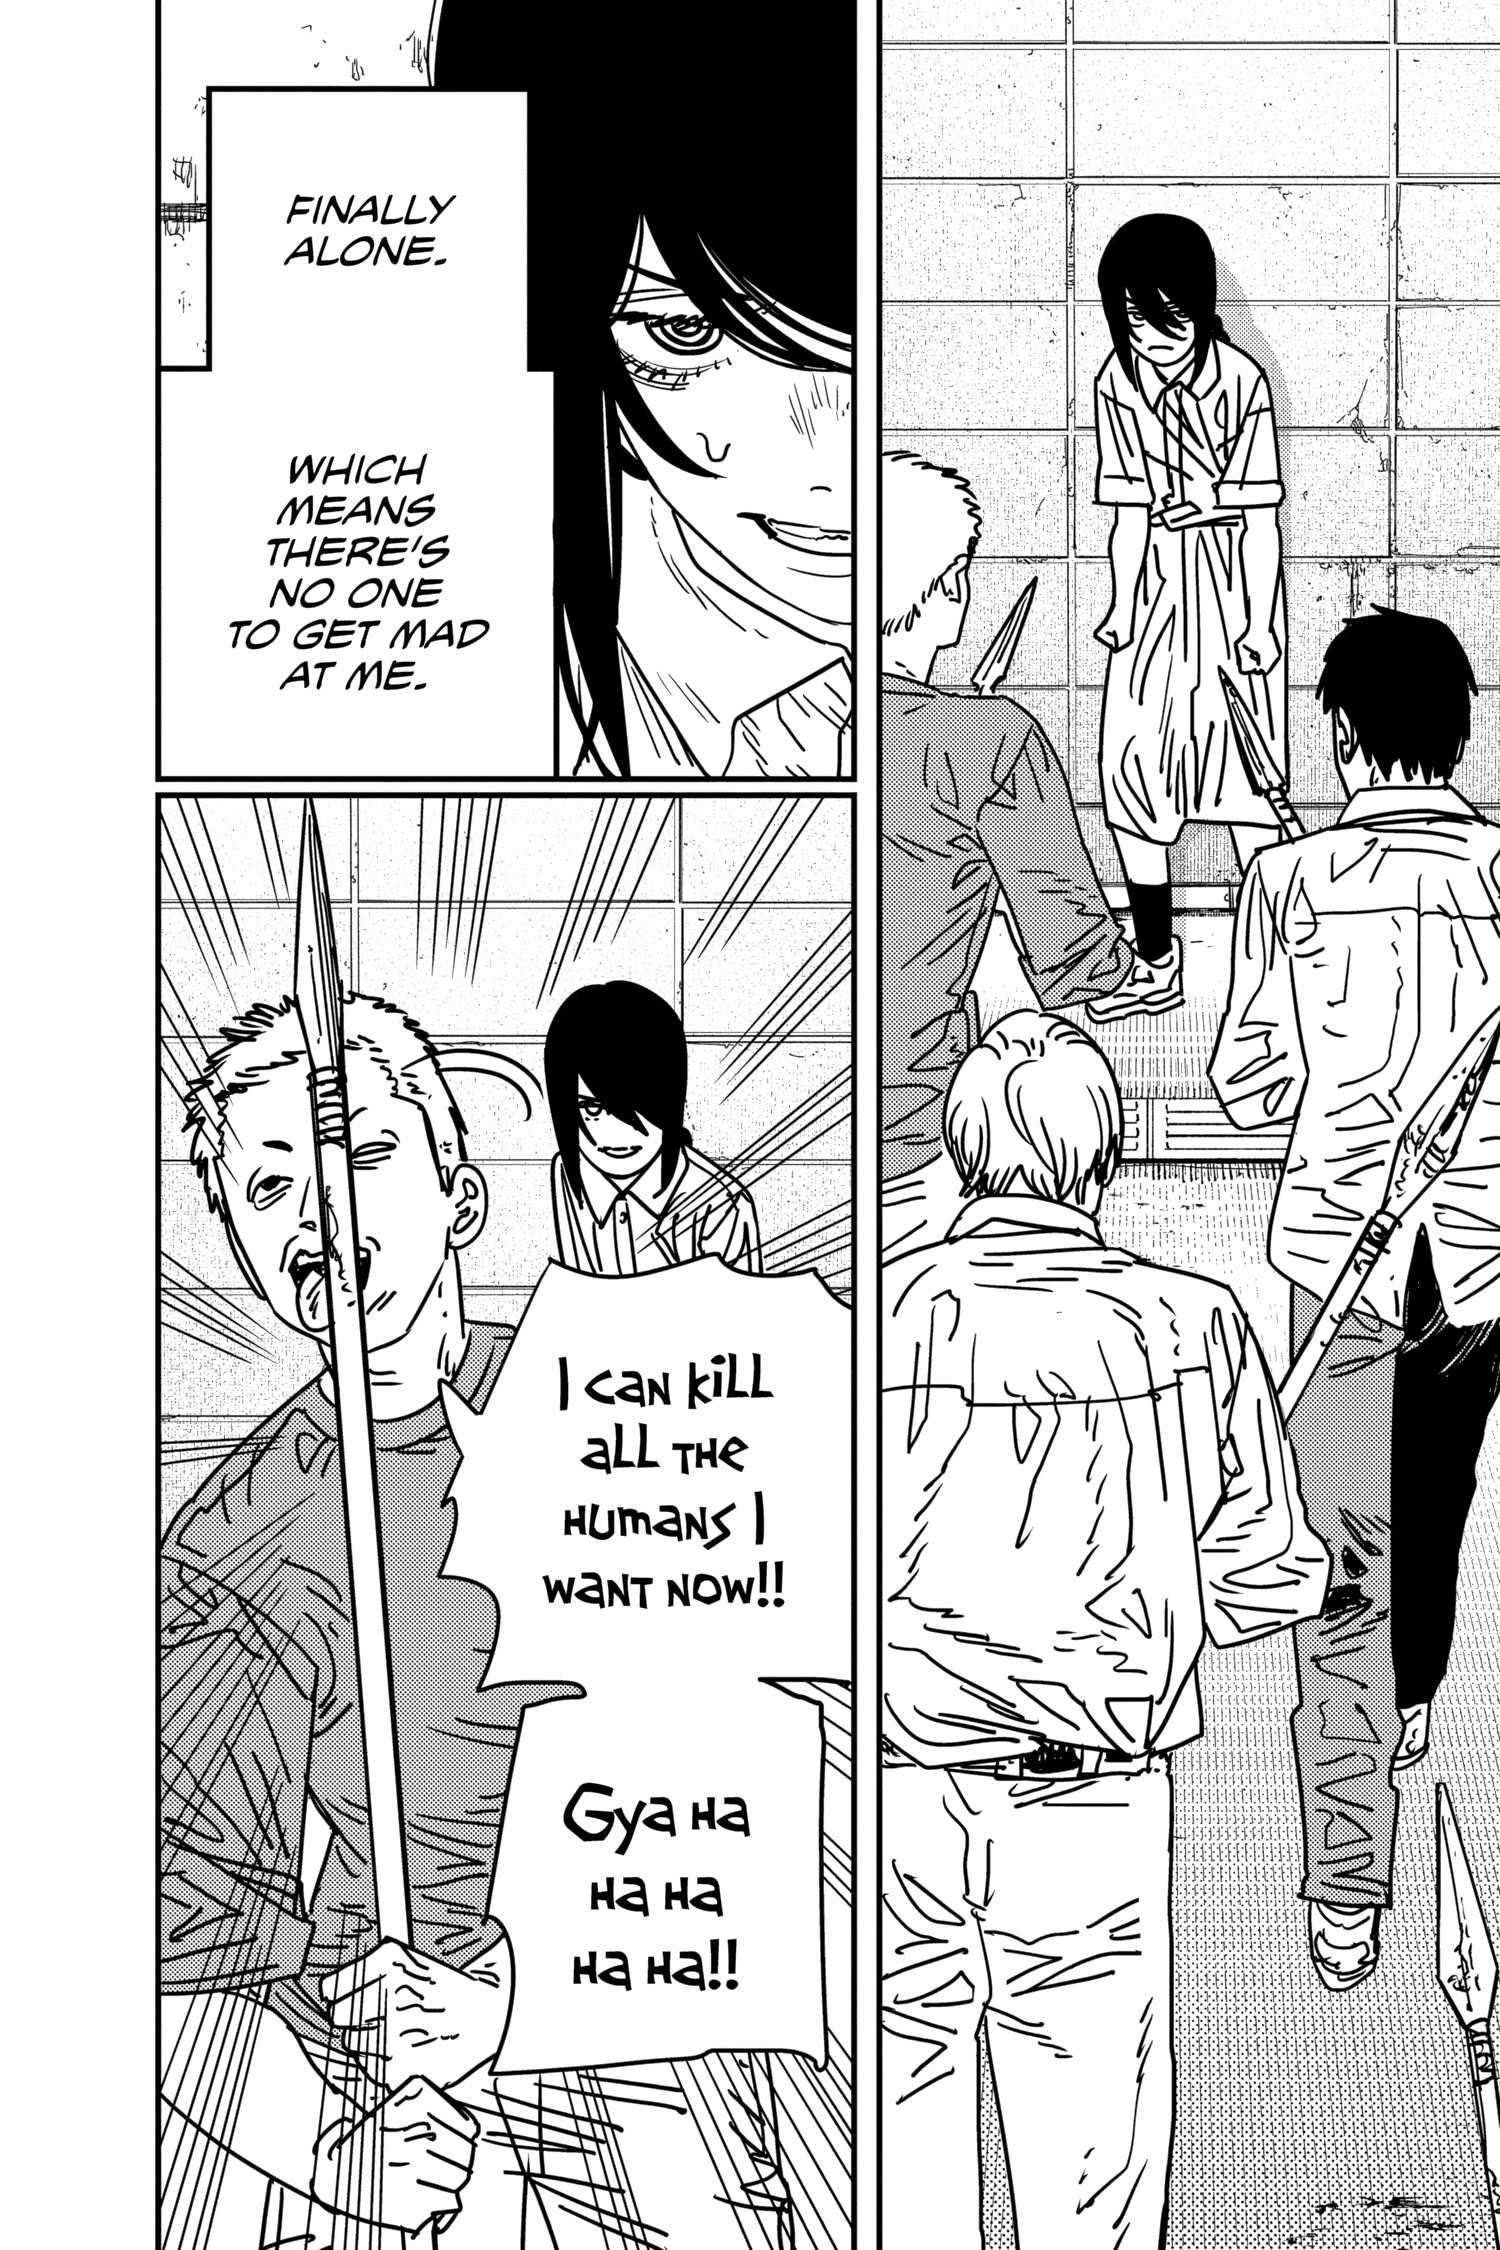 FINALLY
ALONE.
WHICH
MEANS
THERE'S
NO ONE
TO GET MAD
AT ME.
I CAN KILL
ALL THE
HUMANS I
WANT NOW!!
GYA HA
HA HA
HA HA!!